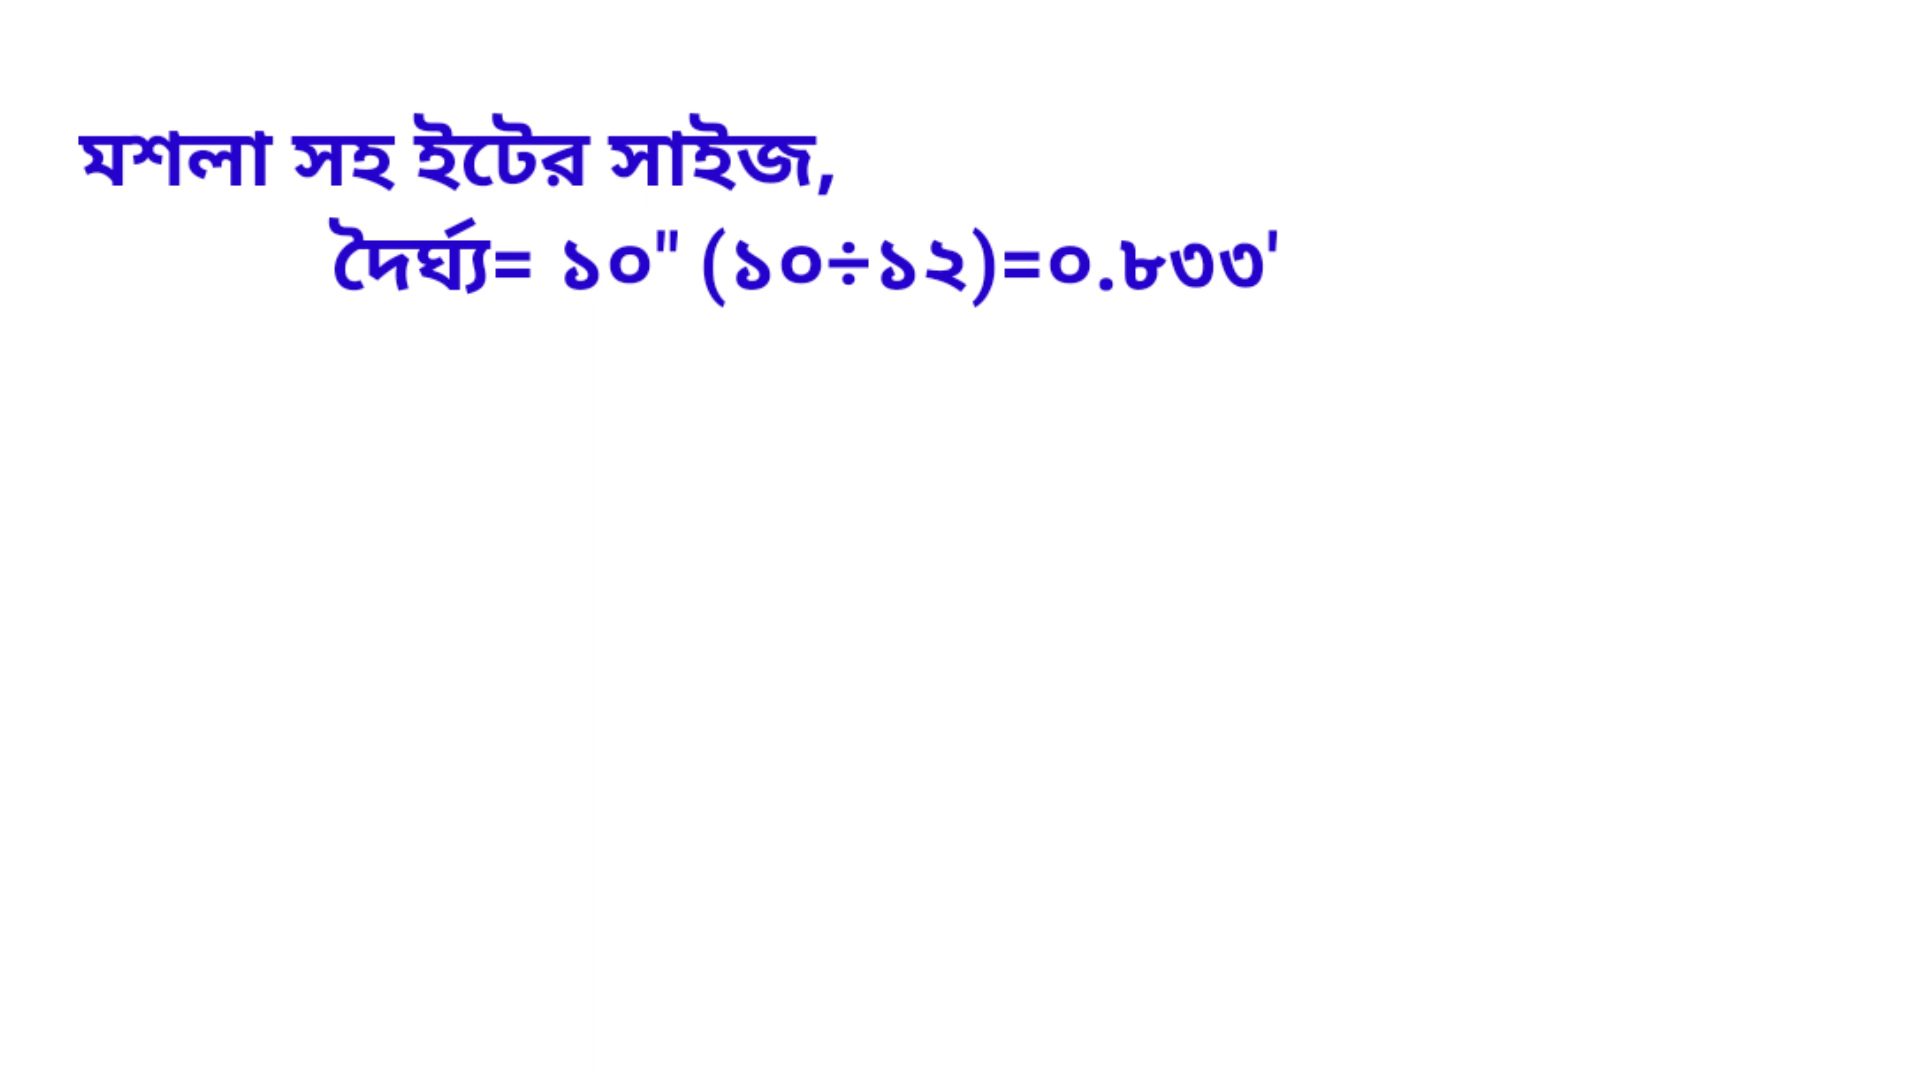 মশলা সহ ইটের সাইজ,
দৈর্ঘ্য= ১০" (১০÷১২)=০.৮৩৩'